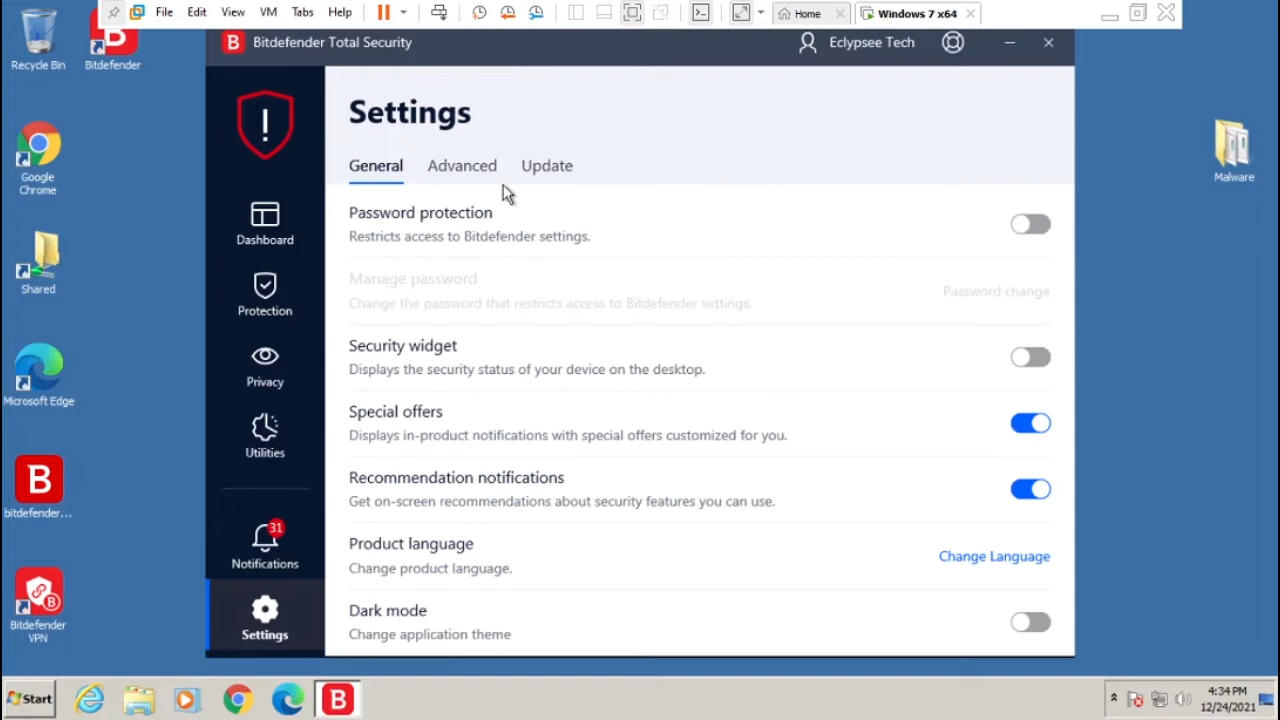 File Edit View VM Tabs Help
Home
Windows 7 x64
Recycle Bin
B
Bitdefender
Google Chrome
Shared
Microsoft Edge
B
bitdefender...
B
Bitdefender VPN
Malware
B Bitdefender Total Security
Eclypsee Tech
!
Dashboard
Protection
Privacy
Utilities
31
Notifications
Settings
Settings
General Advanced Update
Password protection
Restricts access to Bitdefender settings.
Manage password
Change the password that restricts access to Bitdefender settings.
Password change
Security widget
Displays the security status of your device on the desktop.
Special offers
Displays in-product notifications with special offers customized for you.
Recommendation notifications
Get on-screen recommendations about security features you can use.
Product language
Change product language.
Change Language
Dark mode
Change application theme
Start
B
4:34 PM
12/24/2021